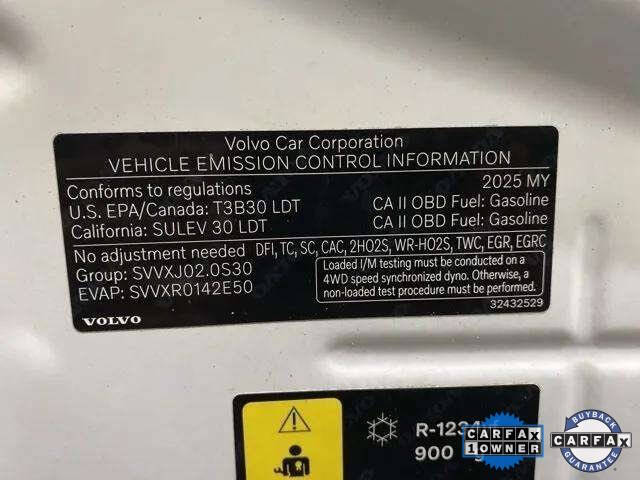 Volvo Car Corporation
VEHICLE EMISSION CONTROL INFORMATION
Conforms to regulations 2025 MY
U.S. EPA/Canada: T3B30 LDT CA II OBD Fuel: Gasoline
California: SULEV 30 LDT CA II OBD Fuel: Gasoline
No adjustment needed DFI, TC, SC, CAC, 2HO2S, WR-HO2S, TWC, EGR, EGRC
Group: SVVXJ02.0S30
EVAP: SVVXR0142E50
Loaded I/M testing must be conducted on a
4WD speed synchronized dyno. Otherwise, a
non-loaded test procedure must be performed.
32432529
VOLVO
R-1234
900
CARFAX
1 OWNER
BUYBACK
CARFAX
GUARANTEE